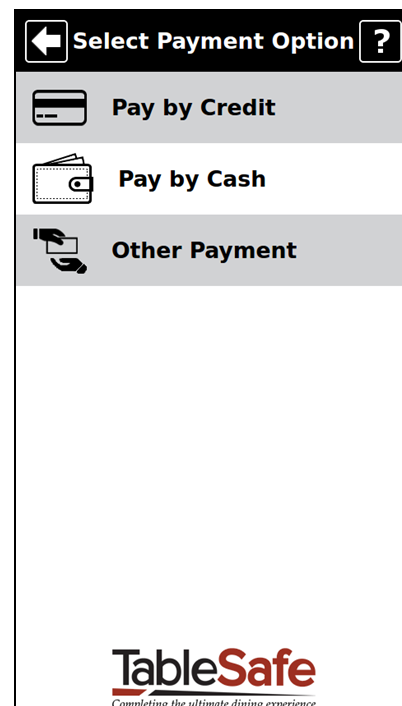 Select Payment Option ?
Pay by Credit
Pay by Cash
Other Payment
TableSafe
Completing the ultimate dining experience